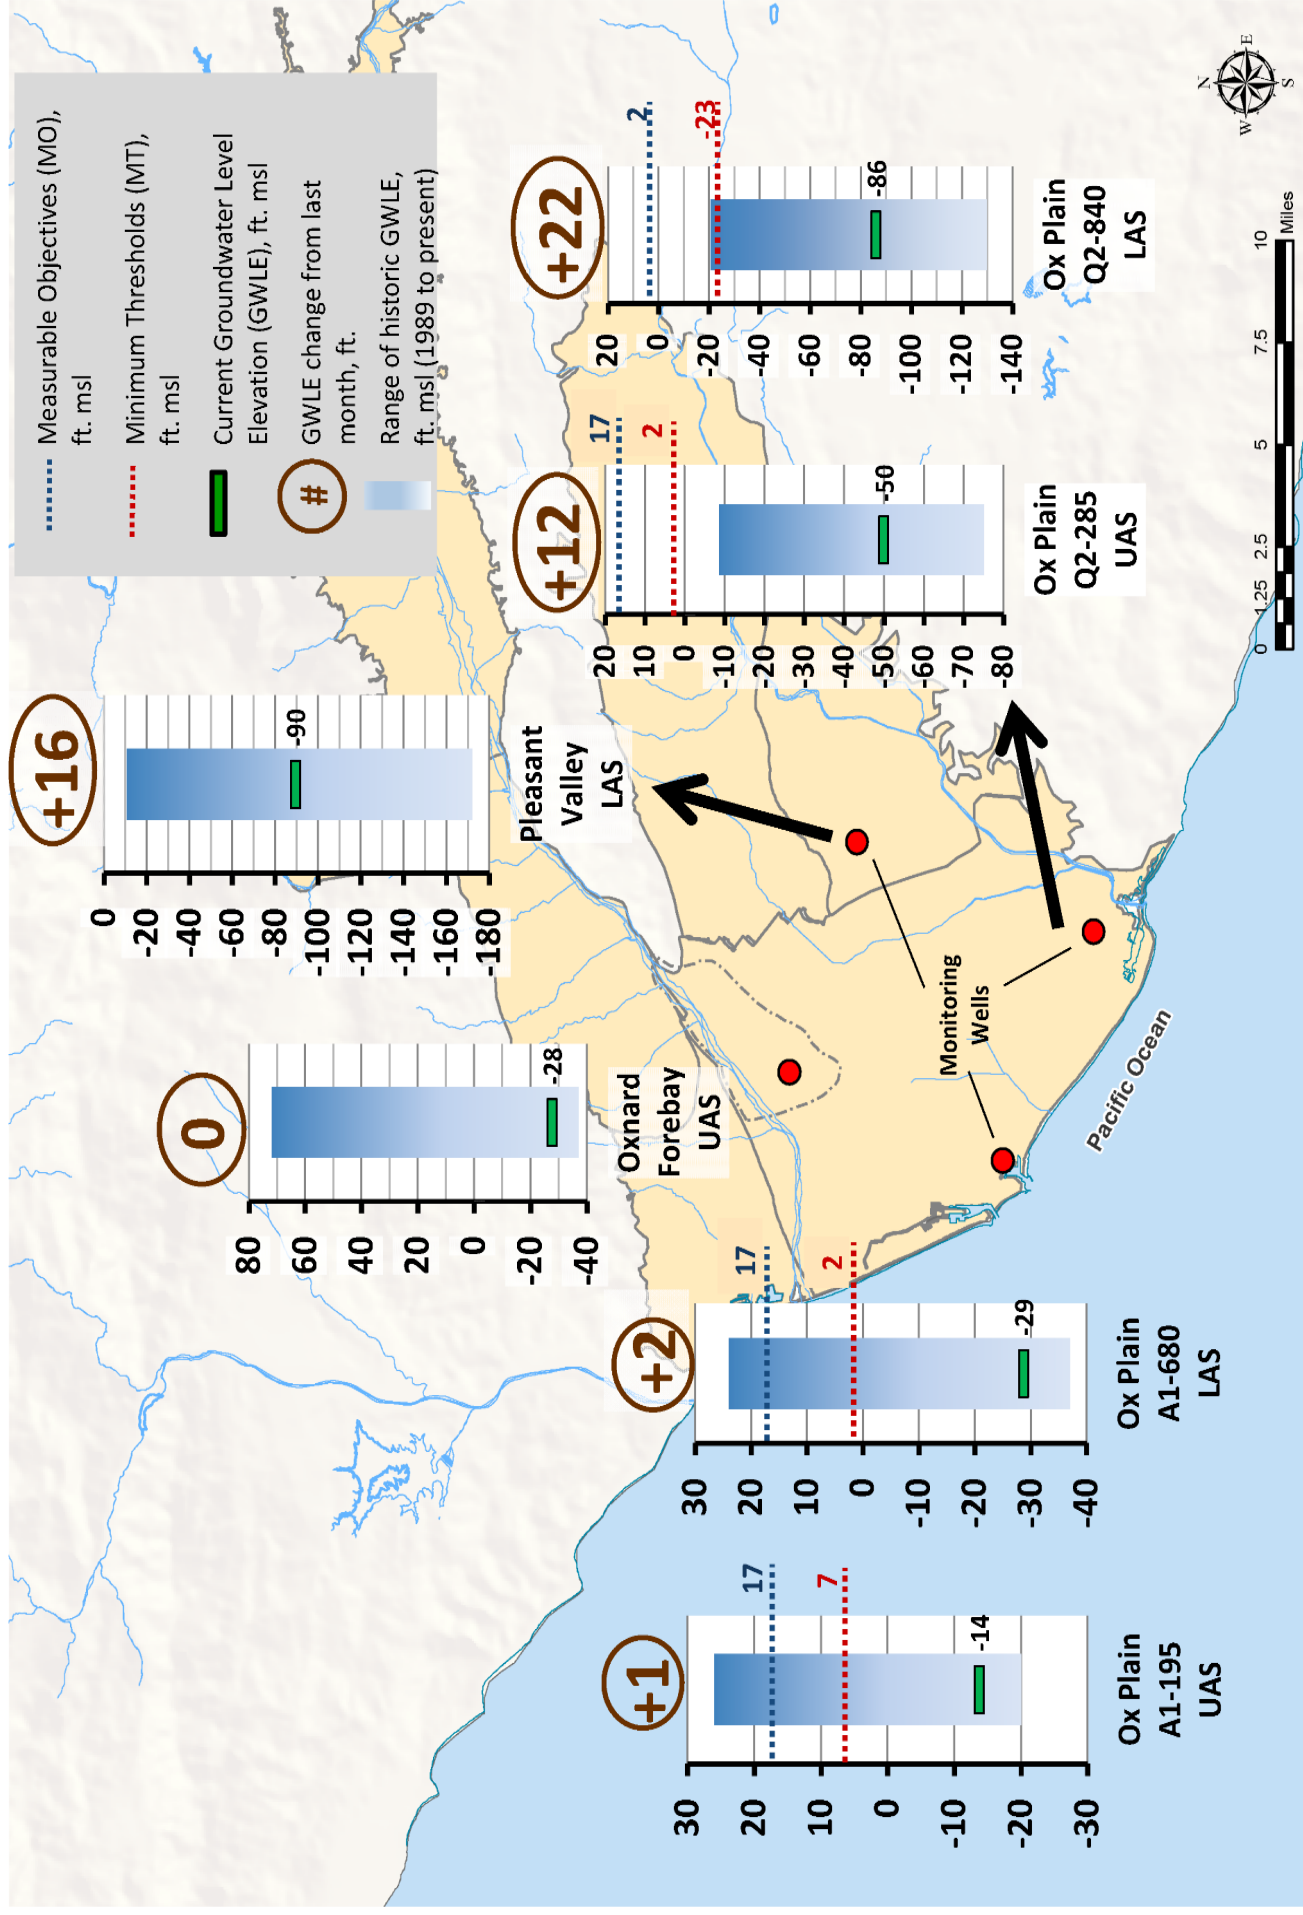 Measurable Objectives (MO),
ft. msl
Minimum Thresholds (MT),
ft. msl
Current Groundwater Level
Elevation (GWLE), ft. msl
#
GWLE change from last
month, ft.
Range of historic GWLE,
ft. msl (1989 to present)
+16
0
-20
-40
-60
-80
-100
-120
-140
-160
-180
-90
Pleasant
Valley
LAS
0
80
60
40
20
0
-20
-40
-28
Oxnard
Forebay
UAS
+22
20
0
-20
-40
-60
-80
-100
-120
-140
2
-23
-86
Ox Plain
Q2-840
LAS
+12
20
10
0
-10
-20
-30
-40
-50
-60
-70
-80
17
2
-50
Ox Plain
Q2-285
UAS
+2
30
20
10
0
-10
-20
-30
-40
17
2
-29
Ox Plain
A1-680
LAS
+1
30
20
10
0
-10
-20
-30
17
7
-14
Ox Plain
A1-195
UAS
Monitoring
Wells
Pacific Ocean
N
W
E
S
0 1.25 2.5 5 7.5 10
Miles